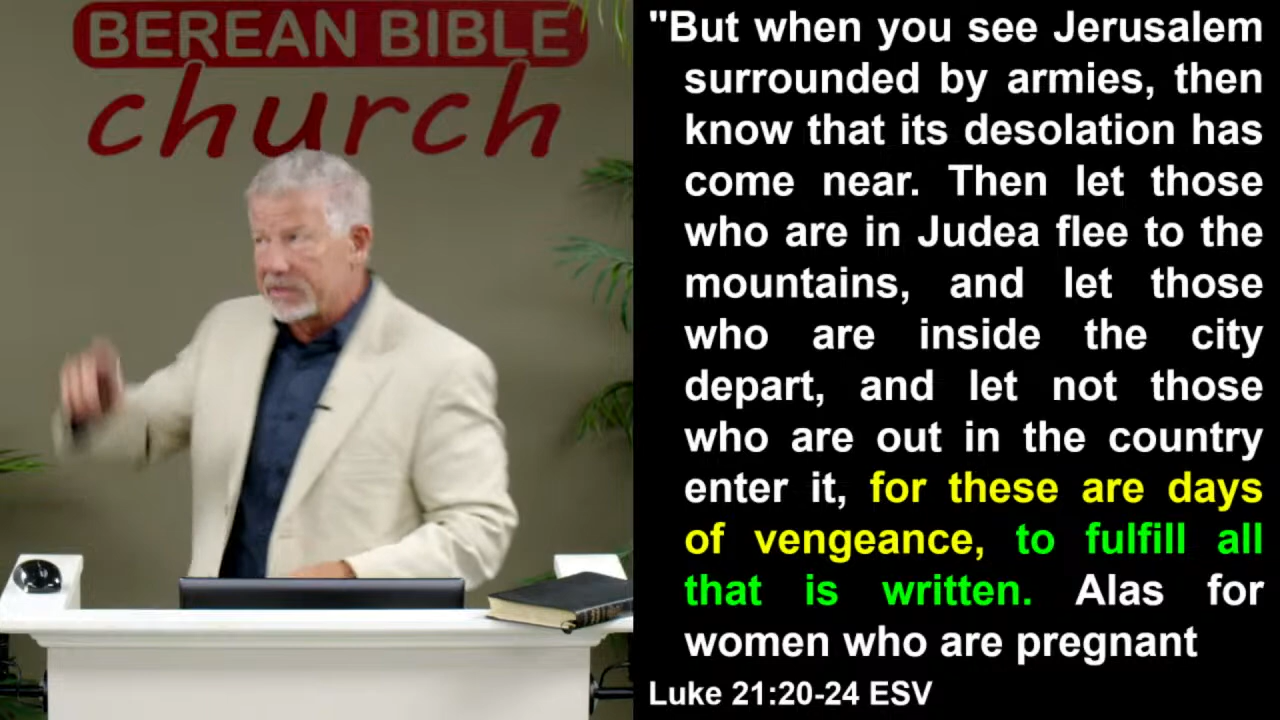 BEREAN BIBLE
church
"But when you see Jerusalem
surrounded by armies, then
know that its desolation has
come near. Then let those
who are in Judea flee to the
mountains, and let those
who are inside the city
depart, and let not those
who are out in the country
enter it, for these are days
of vengeance, to fulfill all
that is written. Alas for
women who are pregnant
Luke 21:20-24 ESV